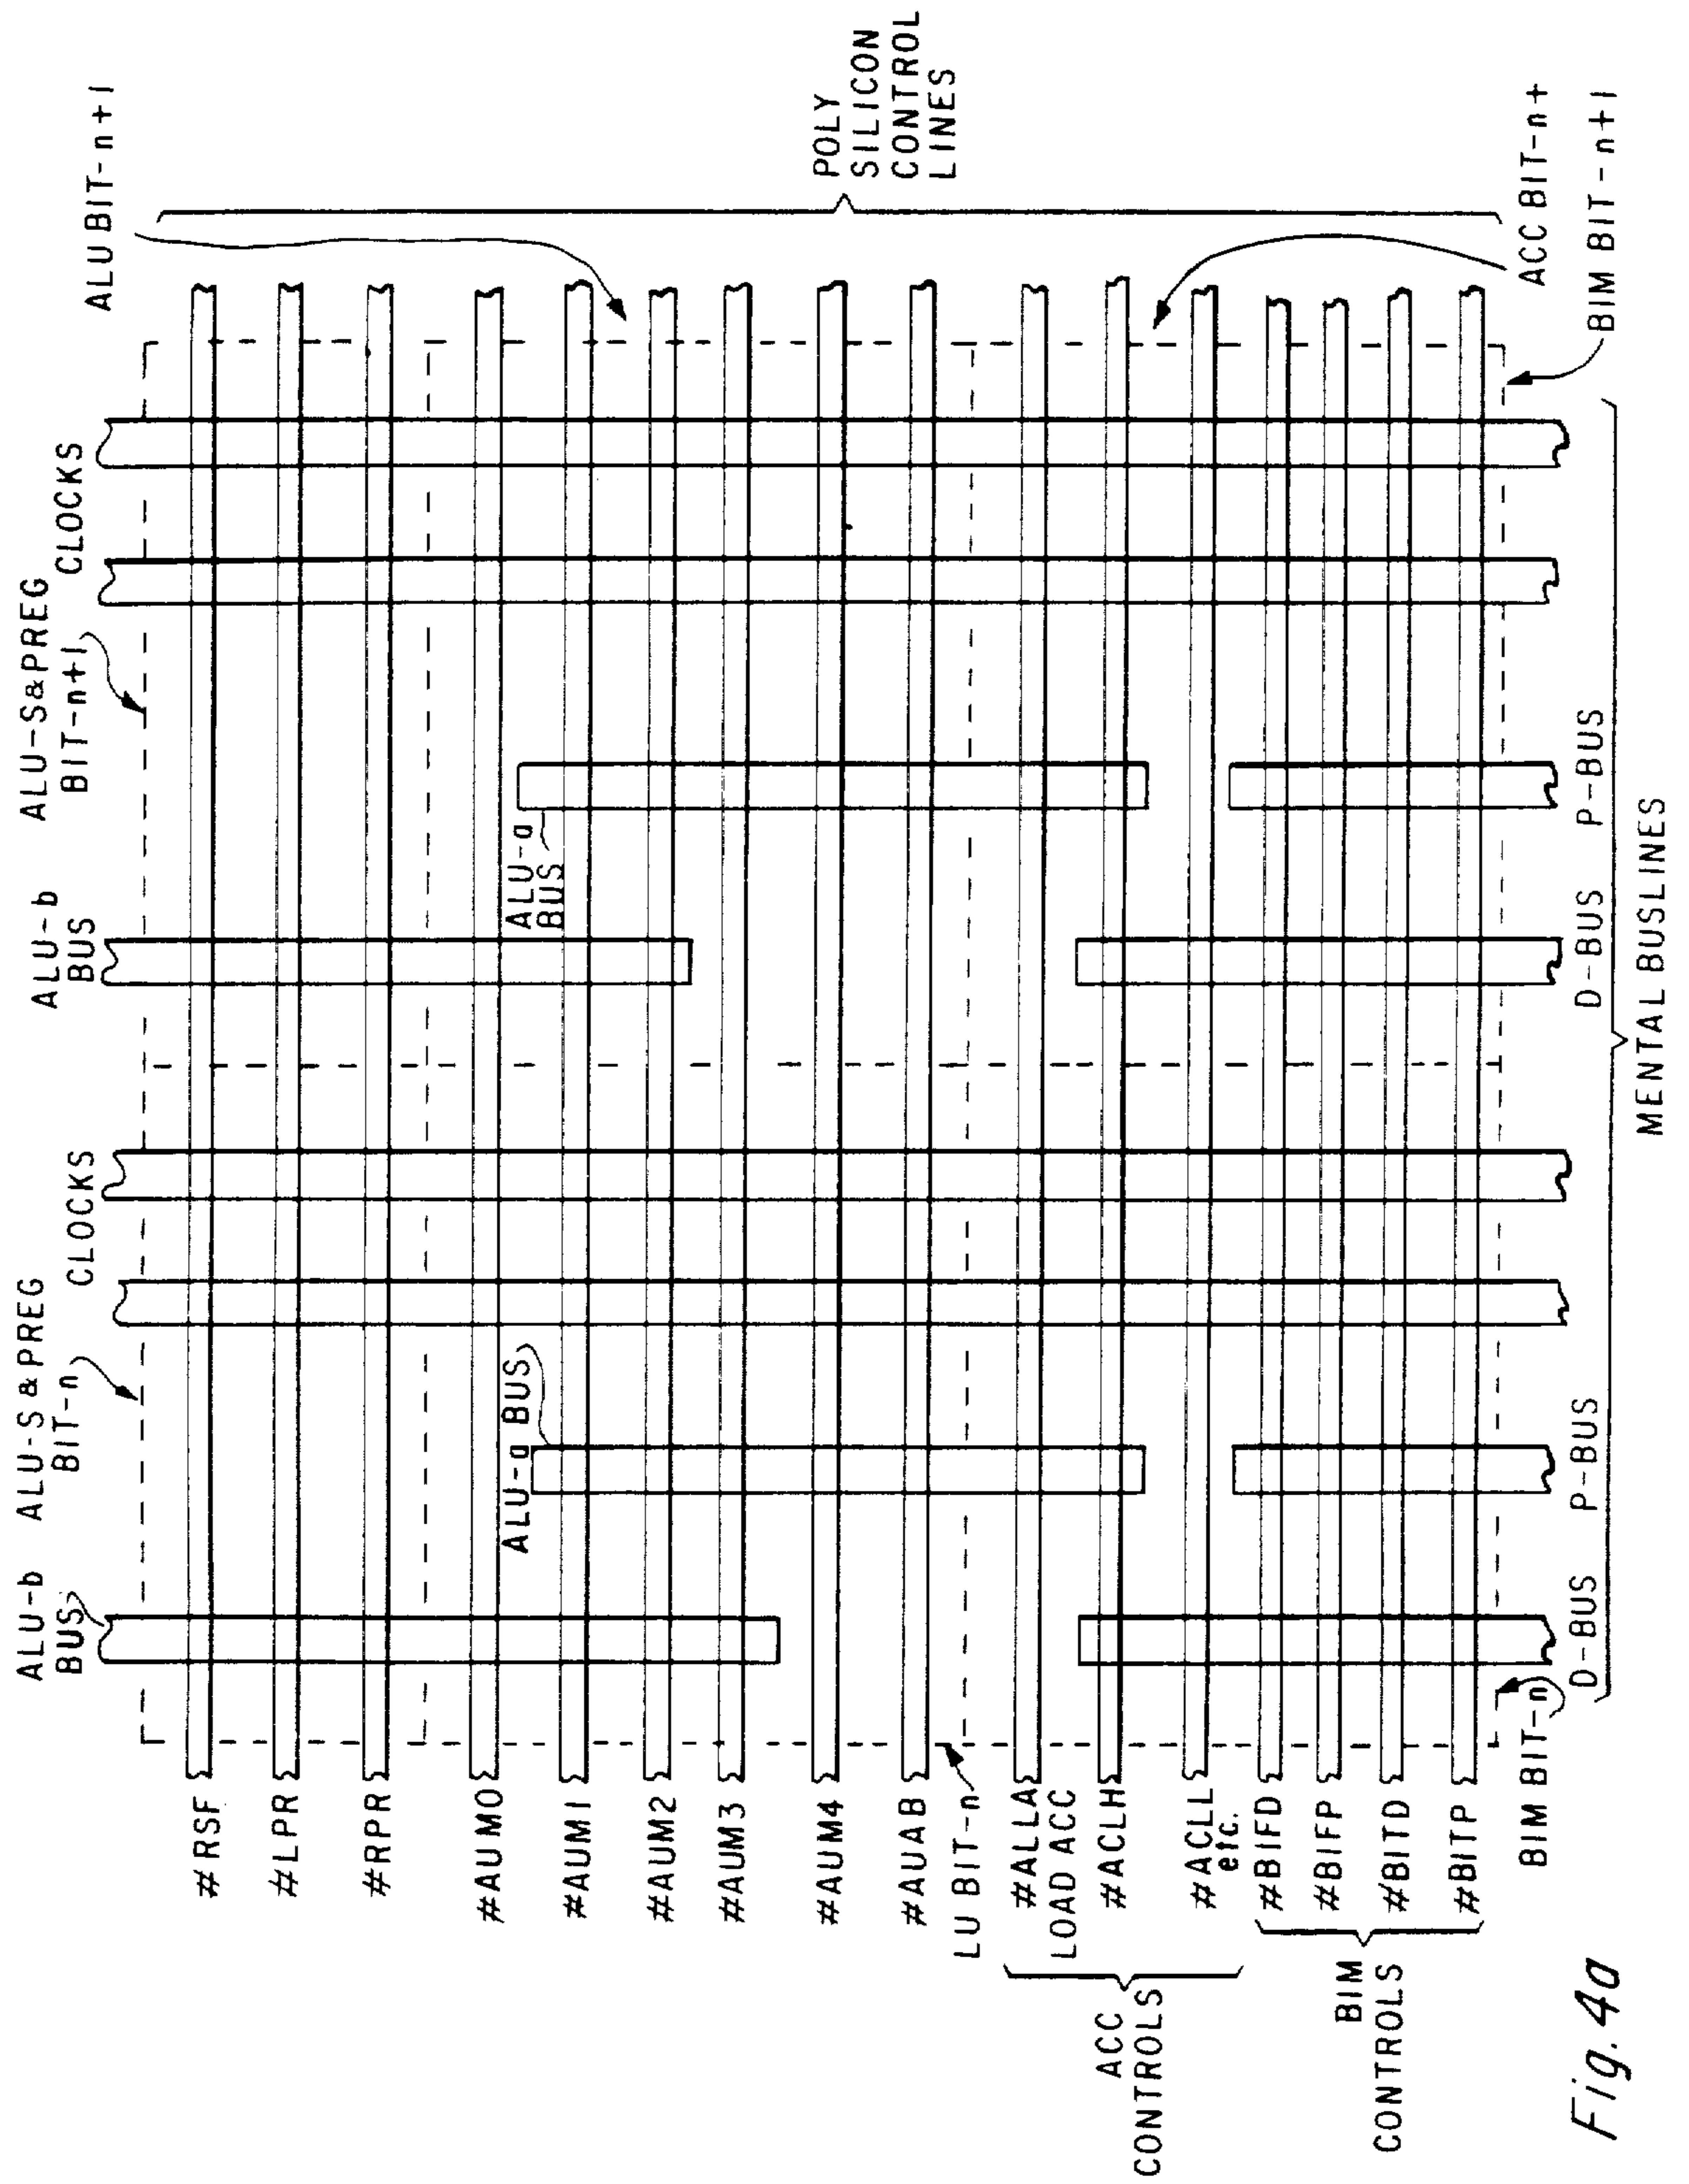 ALU-b
BUS
ALU-S & PREG
BIT-n
CLOCKS
ALU-b
BUS
ALU-S&PREG
BIT-n+1
CLOCKS
ALU BIT-n+1
#RSF
#LPR
#RPR
#AUM0
#AUM1
#AUM2
#AUM3
#AUM4
#AUAB
LU BIT-n
#ALLA
LOAD ACC
#ACLH
#ACLL
etc.
#BIFD
#BIFP
#BITD
#BITP
ACC
CONTROLS
BIM
CONTROLS
ALU-a BUS
ALU-a
BUS
POLY
SILICON
CONTROL
LINES
ACC BIT-n+
BIM BIT-n+1
BIM BIT-n
D-BUS
P-BUS
D-BUS
P-BUS
MENTAL BUSLINES
Fig. 4a